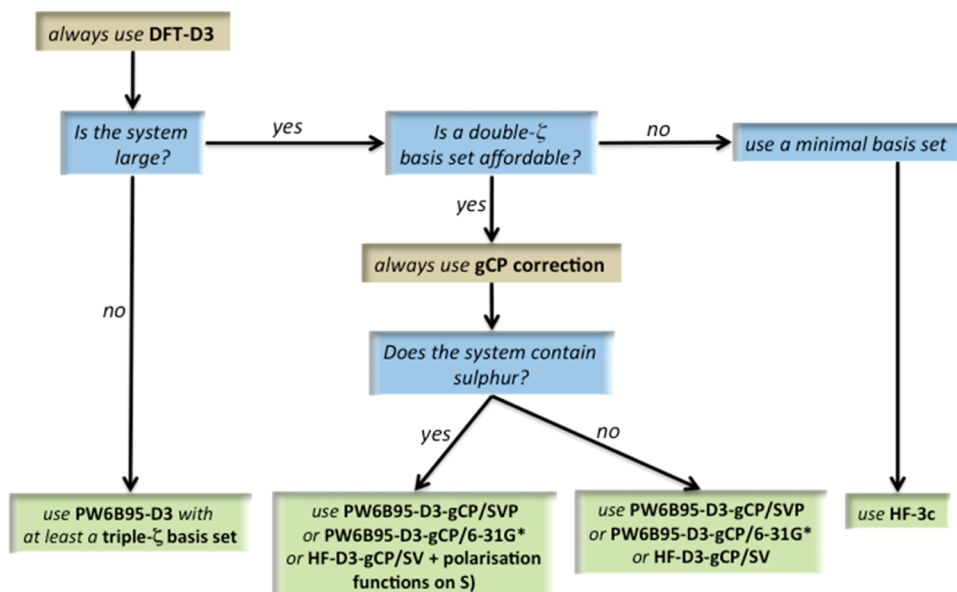 always use DFT-D3
Is the system
large?
yes
Is a double-ζ
basis set affordable?
no
use a minimal basis set
yes
always use gCP correction
no
Does the system contain
sulphur?
yes
no
use PW6B95-D3 with
at least a triple-ζ basis set
use PW6B95-D3-gCP/SVP
or PW6B95-D3-gCP/6-31G*
or HF-D3-gCP/SV + polarisation
functions on S)
use PW6B95-D3-gCP/SVP
or PW6B95-D3-gCP/6-31G*
or HF-D3-gCP/SV
use HF-3c